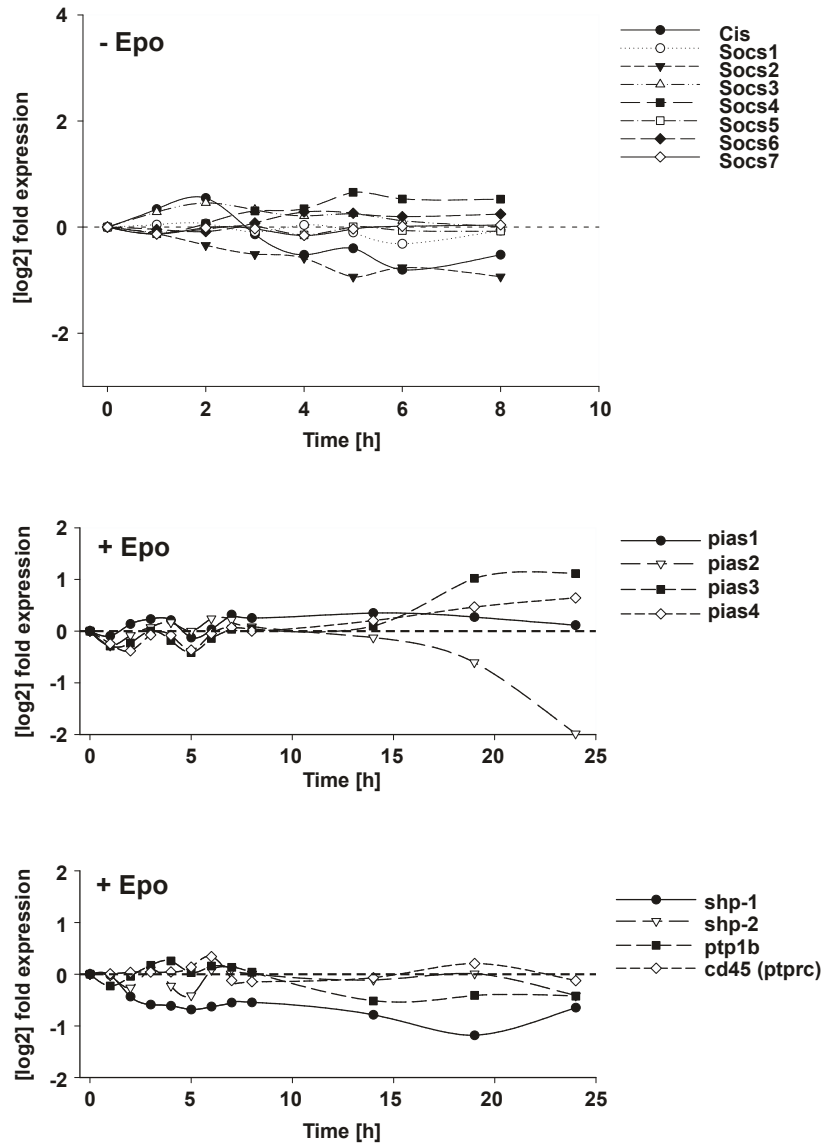 - Epo
4
2
0
-2
[log2] fold expression
0 2 4 6 8 10
Time [h]
Cis
Socs1
Socs2
Socs3
Socs4
Socs5
Socs6
Socs7
+ Epo
2
1
0
-1
-2
[log2] fold expression
0 5 10 15 20 25
Time [h]
pias1
pias2
pias3
pias4
+ Epo
2
1
0
-1
-2
[log2] fold expression
0 5 10 15 20 25
Time [h]
shp-1
shp-2
ptp1b
cd45 (ptprc)